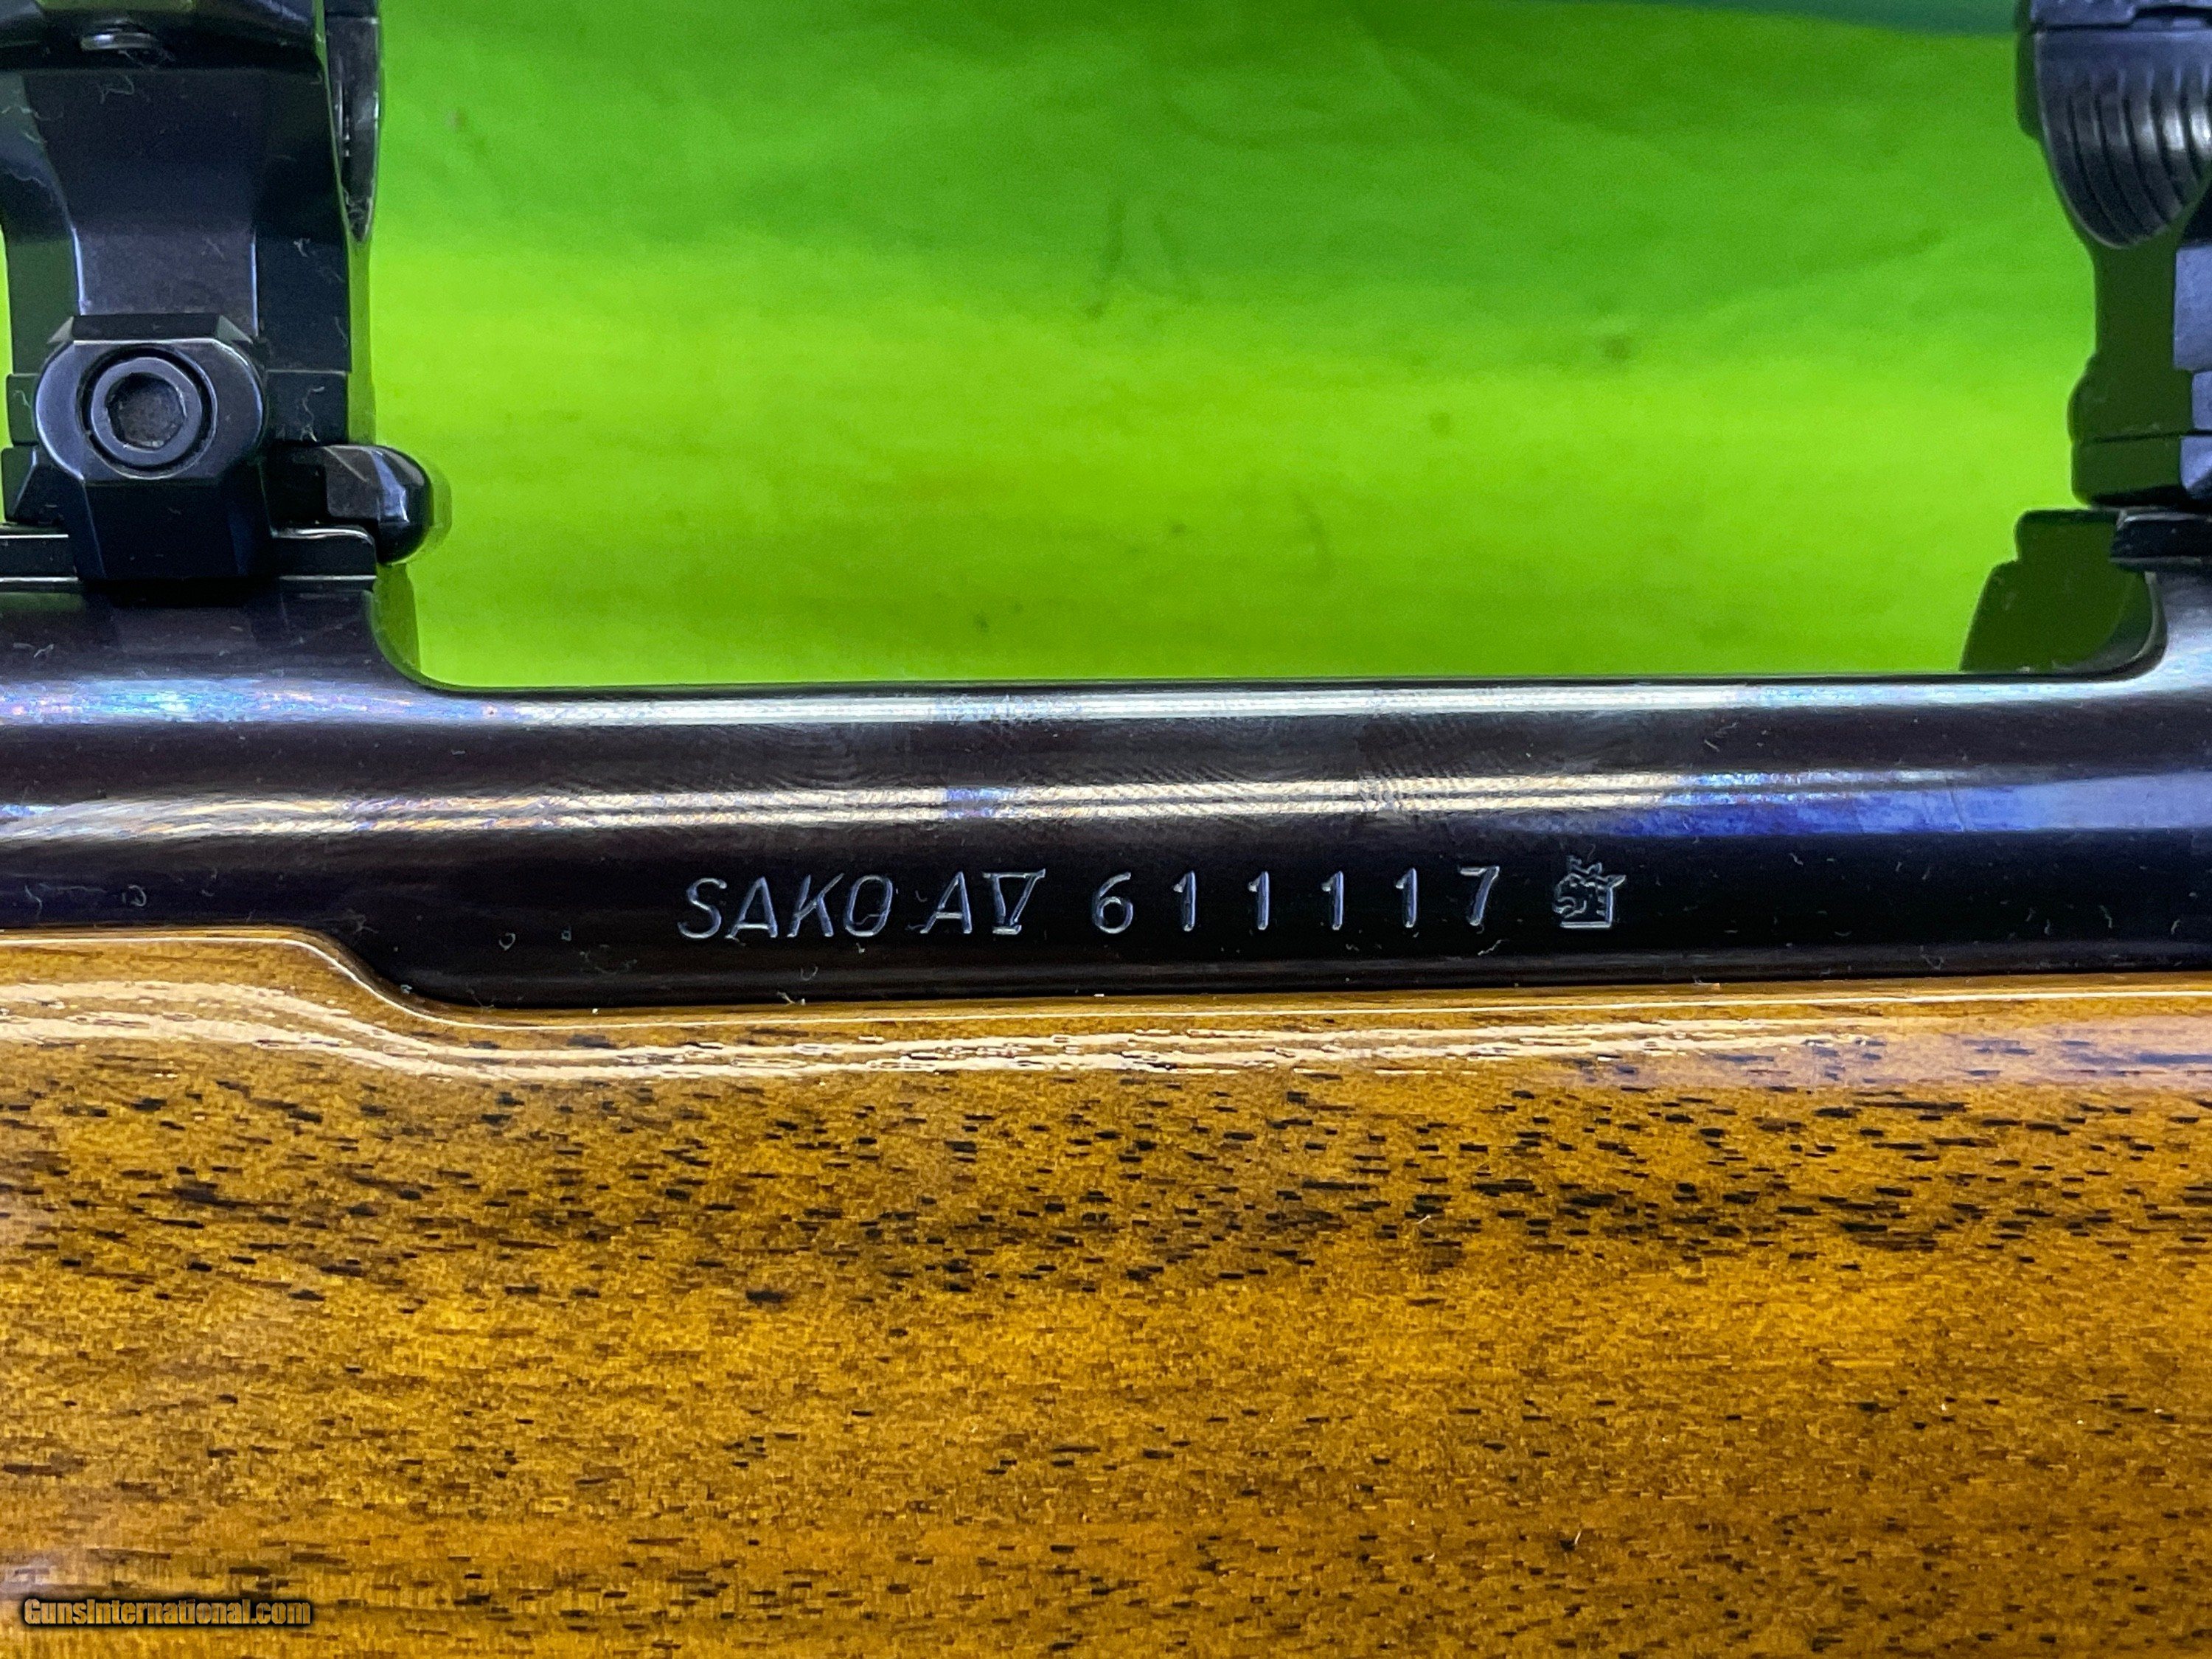 SAKO AV 611117
GunsInternational.com